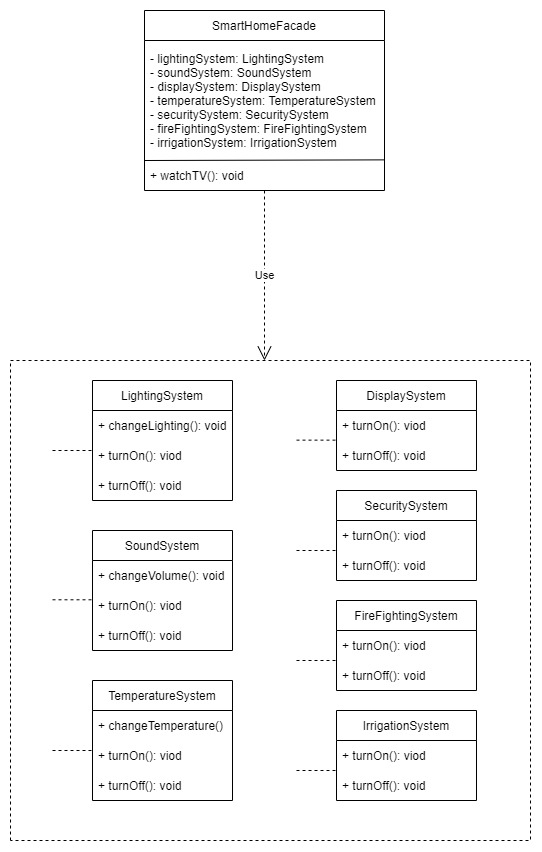 SmartHomeFacade
- lightingSystem: LightingSystem
- soundSystem: SoundSystem
- displaySystem: DisplaySystem
- temperatureSystem: TemperatureSystem
- securitySystem: SecuritySystem
- fireFightingSystem: FireFightingSystem
- irrigationSystem: IrrigationSystem
+ watchTV(): void
Use
LightingSystem
+ changeLighting(): void
+ turnOn(): viod
+ turnOff(): void
SoundSystem
+ changeVolume(): void
+ turnOn(): viod
+ turnOff(): void
TemperatureSystem
+ changeTemperature()
+ turnOn(): viod
+ turnOff(): void
DisplaySystem
+ turnOn(): viod
+ turnOff(): void
SecuritySystem
+ turnOn(): viod
+ turnOff(): void
FireFightingSystem
+ turnOn(): viod
+ turnOff(): void
IrrigationSystem
+ turnOn(): viod
+ turnOff(): void